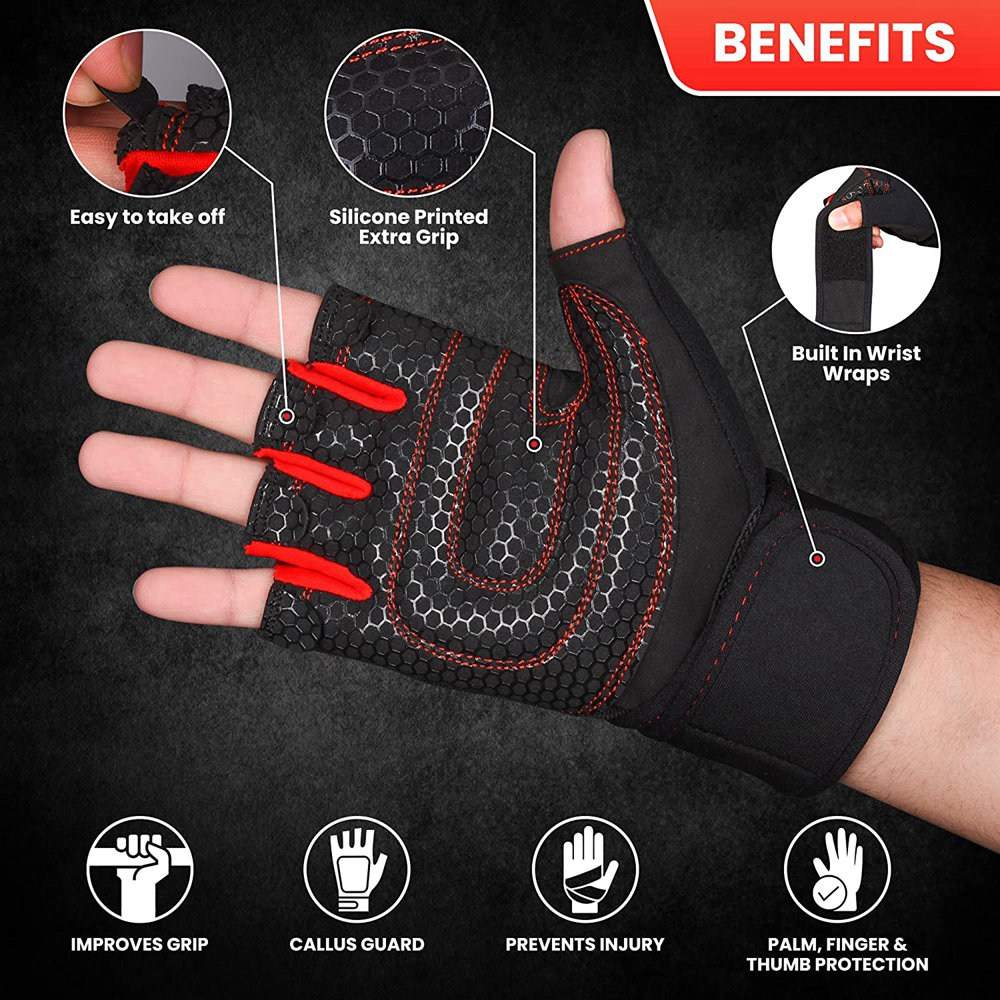 BENEFITS
Easy to take off
Silicone Printed
Extra Grip
Built In Wrist
Wraps
IMPROVES GRIP
CALLUS GUARD
PREVENTS INJURY
PALM, FINGER &
THUMB PROTECTION